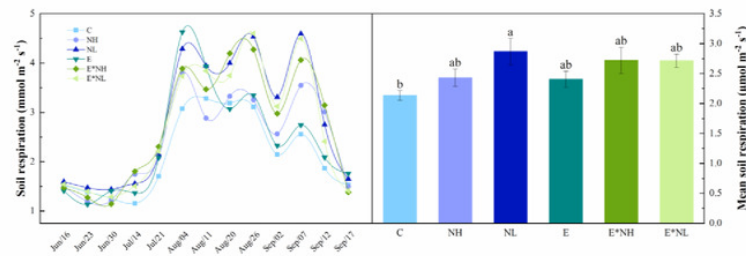 Soil respiration (mmol m⁻² s⁻¹)
5
4
3
2
1
C
NH
NL
E
E*NH
E*NL
Jun/16
Jun/23
Jun/30
Jul/14
Jul/21
Aug/04
Aug/11
Aug/20
Aug/26
Sep/02
Sep/07
Sep/12
Sep/17
b
ab
a
ab
ab
ab
C
NH
NL
E
E*NH
E*NL
3.5
3.0
2.5
2.0
1.5
1.0
0.5
0.0
Mean soil respiration (μmol m⁻² s⁻¹)